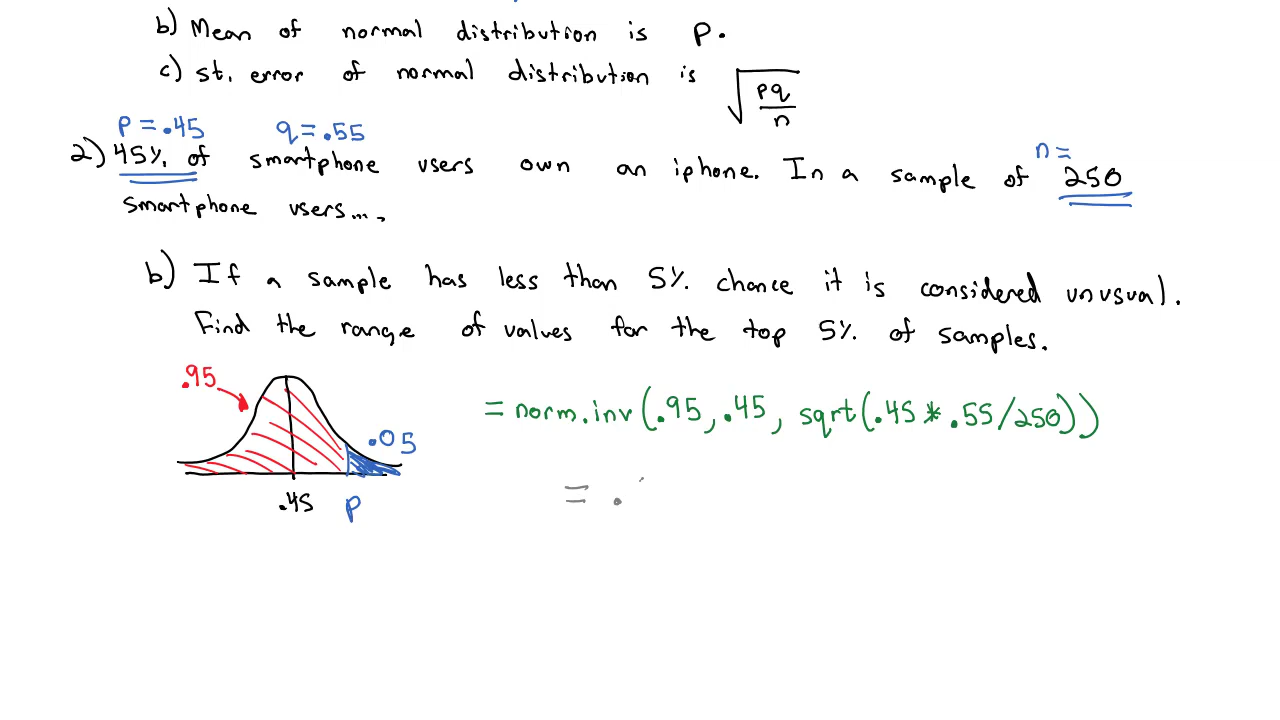 b) Mean of normal distribution is p.
c) st. error of normal distribution is √(pq/n)
p = .45 q = .55
2) 45% of smartphone users own an iphone. In a sample of n = 250
smartphone users...,
b) If a sample has less than 5% chance it is considered unusual.
Find the range of values for the top 5% of samples.
.95
= norm.inv(.95, .45, sqrt(.45 * .55/250))
.05
.45 p
= .